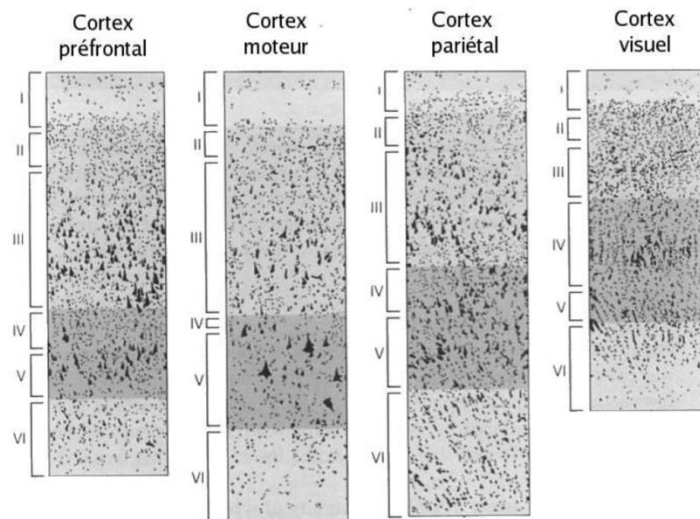 Cortex
préfrontal
Cortex
moteur
Cortex
pariétal
Cortex
visuel
I
II
III
IV
V
VI
I
II
III
IV
V
VI
I
II
III
IV
V
VI
I
II
III
IV
V
VI